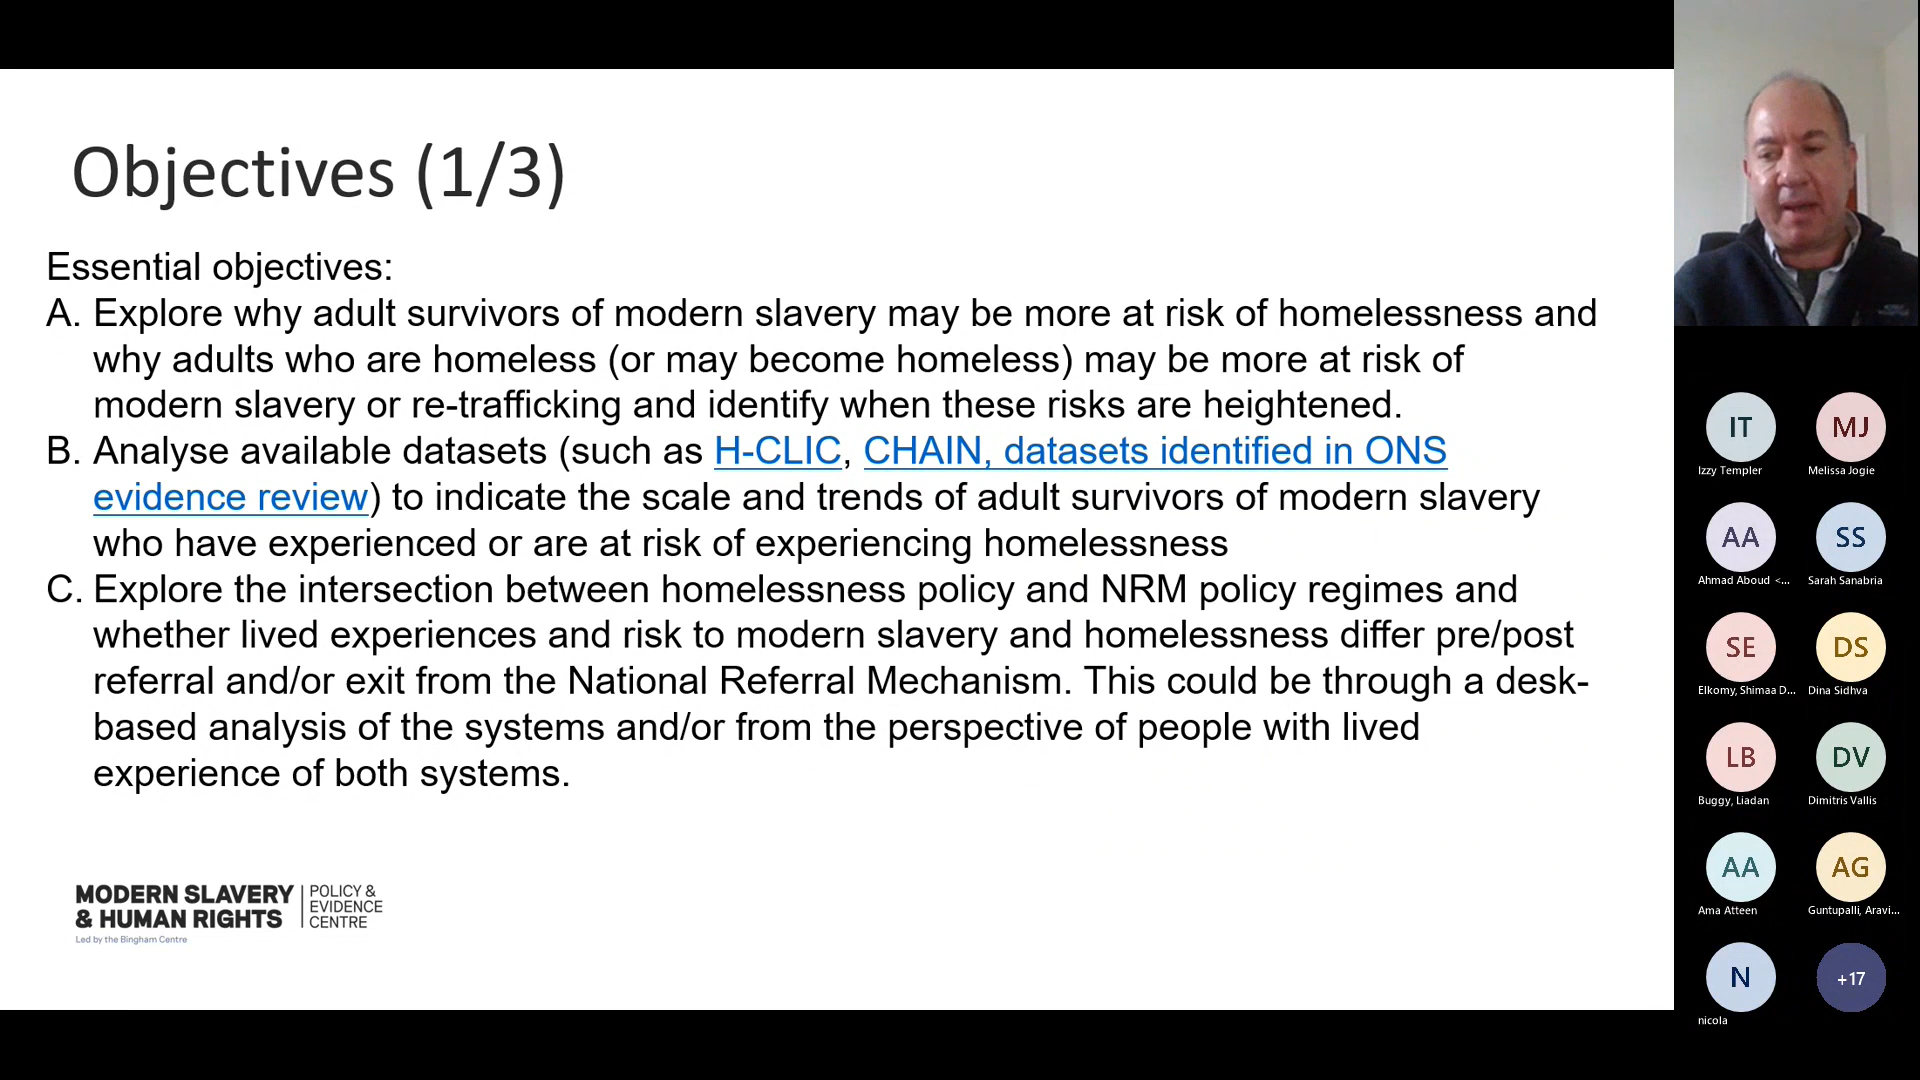 Objectives (1/3)
Essential objectives:
A. Explore why adult survivors of modern slavery may be more at risk of homelessness and
why adults who are homeless (or may become homeless) may be more at risk of
modern slavery or re-trafficking and identify when these risks are heightened.
B. Analyse available datasets (such as H-CLIC, CHAIN, datasets identified in ONS
evidence review) to indicate the scale and trends of adult survivors of modern slavery
who have experienced or are at risk of experiencing homelessness
C. Explore the intersection between homelessness policy and NRM policy regimes and
whether lived experiences and risk to modern slavery and homelessness differ pre/post
referral and/or exit from the National Referral Mechanism. This could be through a desk-
based analysis of the systems and/or from the perspective of people with lived
experience of both systems.
MODERN SLAVERY
& HUMAN RIGHTS
POLICY &
EVIDENCE
CENTRE
Led by the Bingham Centre
IT
Izzy Templer
MJ
Melissa Jogie
AA
Ahmad Aboud <...
SS
Sarah Sanabria
SE
Elkomy, Shimaa D...
DS
Dina Sidhva
LB
Buggy, Liadan
DV
Dimitris Vallis
AA
Ama Atteen
AG
Guntupalli, Aravi...
N
nicola
+17